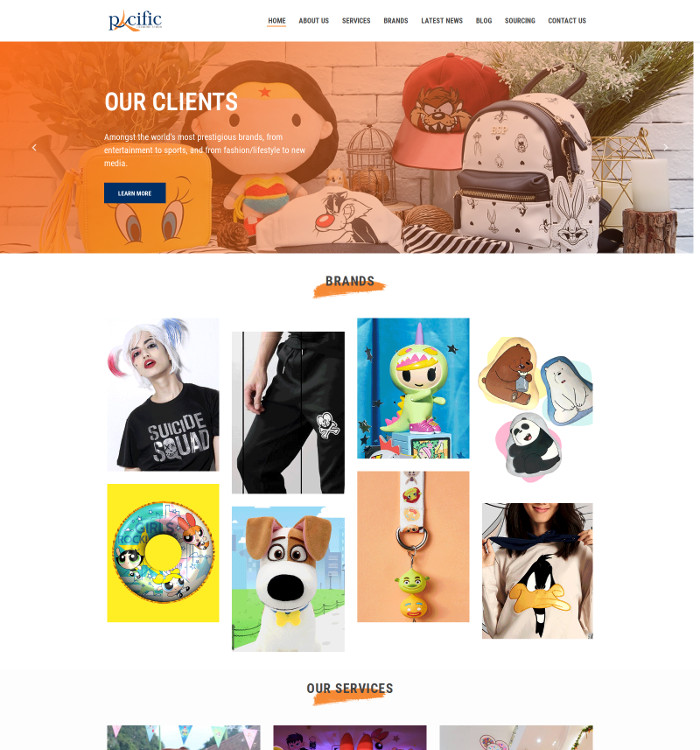 pacific
HOME ABOUT US SERVICES BRANDS LATEST NEWS BLOG SOURCING CONTACT US
OUR CLIENTS
Amongst the world's most prestigious brands, from
entertainment to sports, and from fashion/lifestyle to new
media.
LEARN MORE
BRANDS
SUICIDE
SQUAD
GIRLS
ROCK
OUR SERVICES